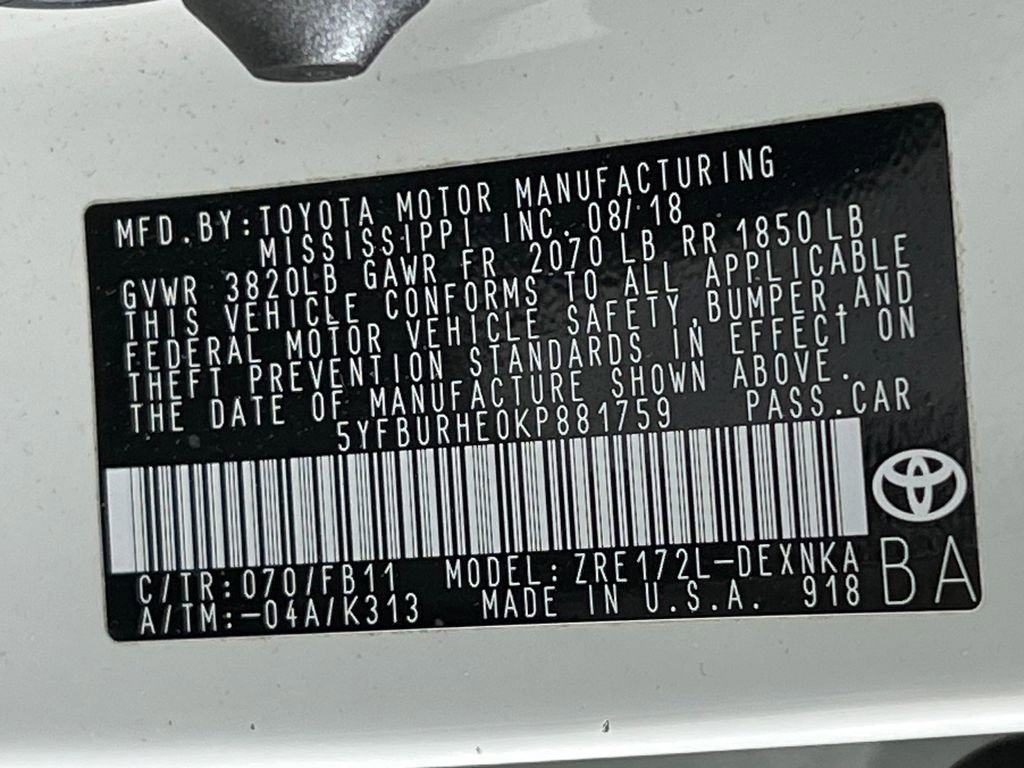 MFD.BY:TOYOTA MOTOR MANUFACTURING
MISSISSIPPI INC. 08/18
GVWR 3820LB GAWR FR 2070 LB RR 1850 LB
THIS VEHICLE CONFORMS TO ALL APPLICABLE
FEDERAL MOTOR VEHICLE SAFETY,BUMPER,AND
THEFT PREVENTION STANDARDS IN EFFECT ON
THE DATE OF MANUFACTURE SHOWN ABOVE.
5YFBURHE0KP881759 PASS.CAR
C/TR:070/FB11 MODEL:ZRE172L-DEXNKA
A/TM:-04A/K313 MADE IN U.S.A. 918 BA